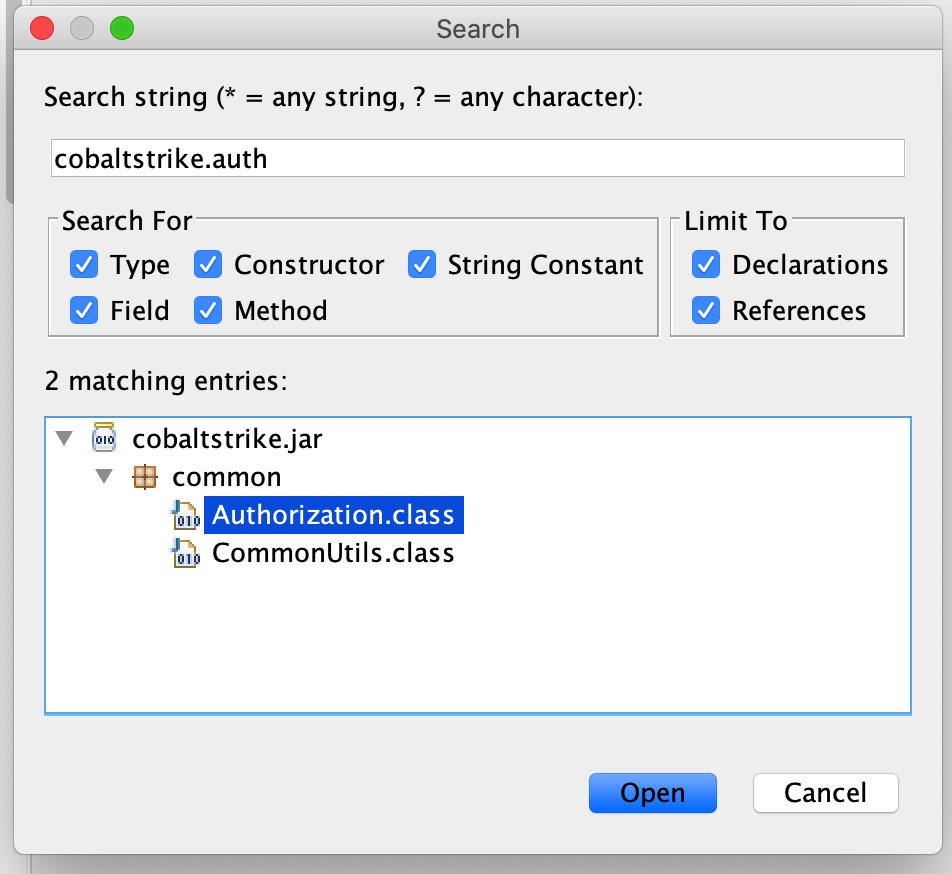 Search
Search string (* = any string, ? = any character):
cobaltstrike.auth
Search For
Limit To
Type Constructor String Constant
Declarations
Field Method
References
2 matching entries:
cobaltstrike.jar
common
Authorization.class
CommonUtils.class
Open Cancel